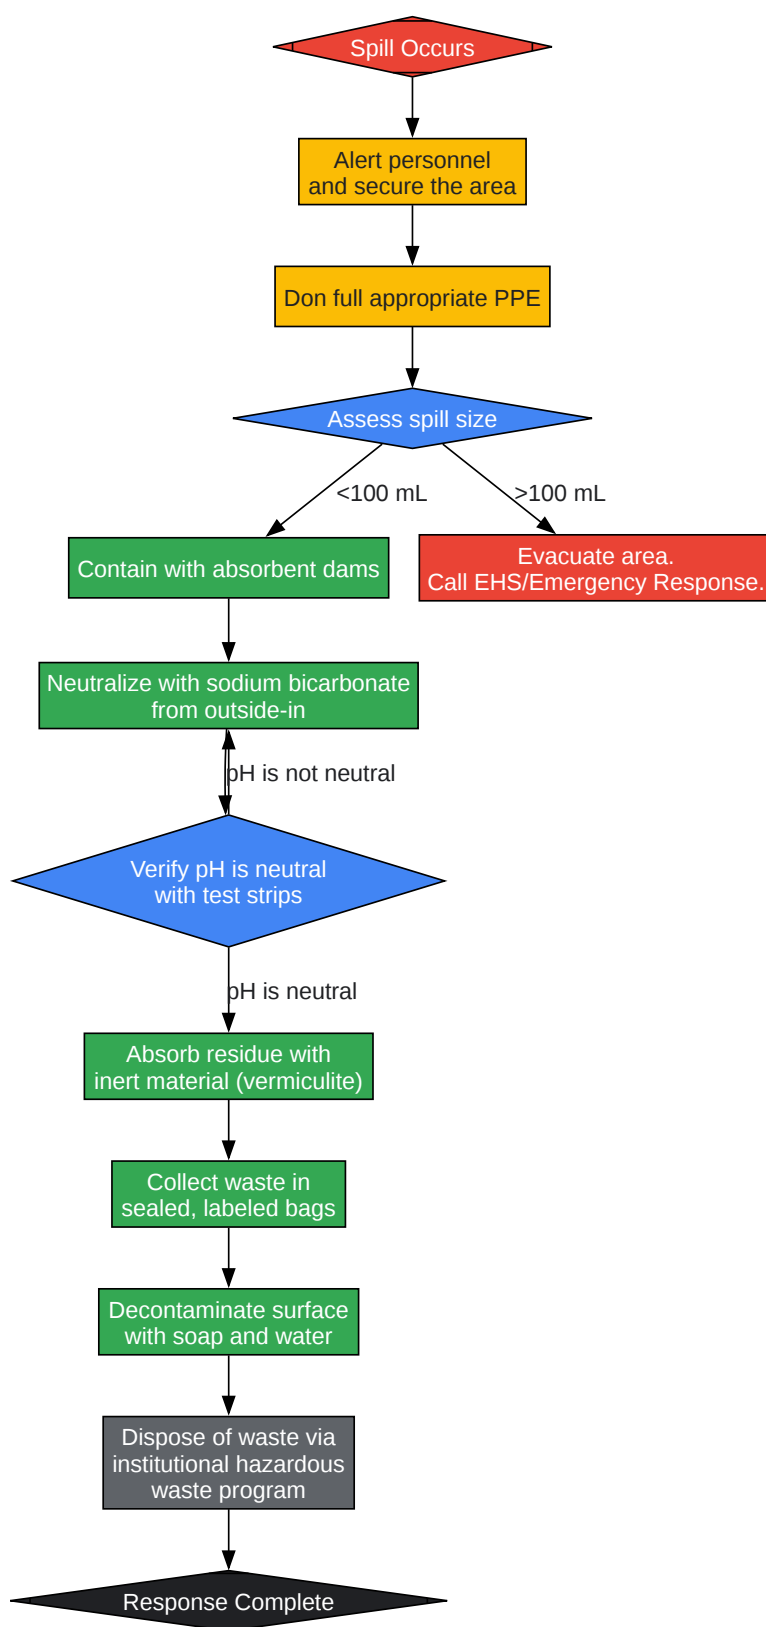 Spill Occurs
Alert personnel
and secure the area
Don full appropriate PPE
Assess spill size
<100 mL
>100 mL
Contain with absorbent dams
Evacuate area.
Call EHS/Emergency Response.
Neutralize with sodium bicarbonate
from outside-in
pH is not neutral
Verify pH is neutral
with test strips
pH is neutral
Absorb residue with
inert material (vermiculite)
Collect waste in
sealed, labeled bags
Decontaminate surface
with soap and water
Dispose of waste via
institutional hazardous
waste program
Response Complete